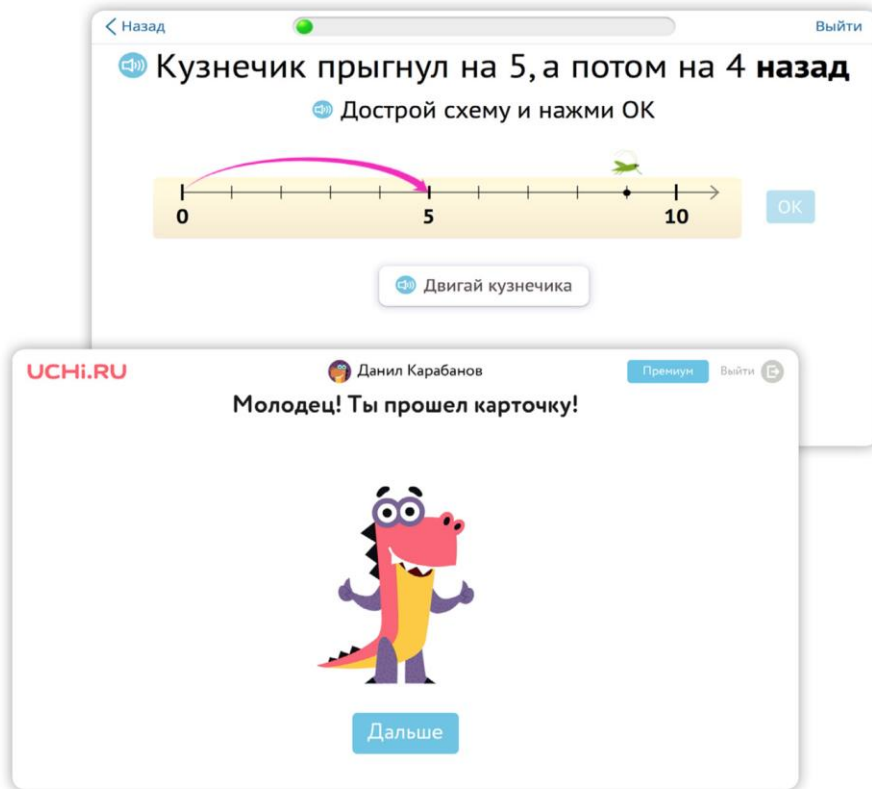 Назад
Выйти
Кузнечик прыгнул на 5, а потом на 4 назад
Дострой схему и нажми ОК
0 5 10
ОК
Двигай кузнечика
UCHi.RU
Данил Карабанов
Премиум
Выйти
Молодец! Ты прошел карточку!
Дальше